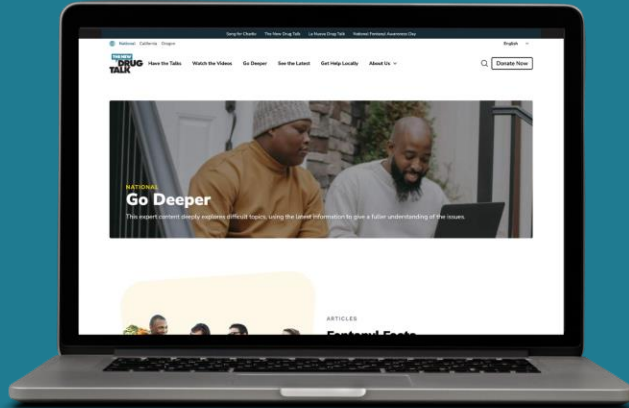 Song for Charlie The New Drug Talk La Nueva Drug Talk National Fentanyl Awareness Day
National California Oregon English
THE NEW DRUG TALK
Have the Talks Watch the Videos Go Deeper See the Latest Get Help Locally About Us Donate Now
NATIONAL
Go Deeper
This expert content deeply explores difficult topics, using the latest information to give a fuller understanding of the issues.
ARTICLES
Fentanyl Facts